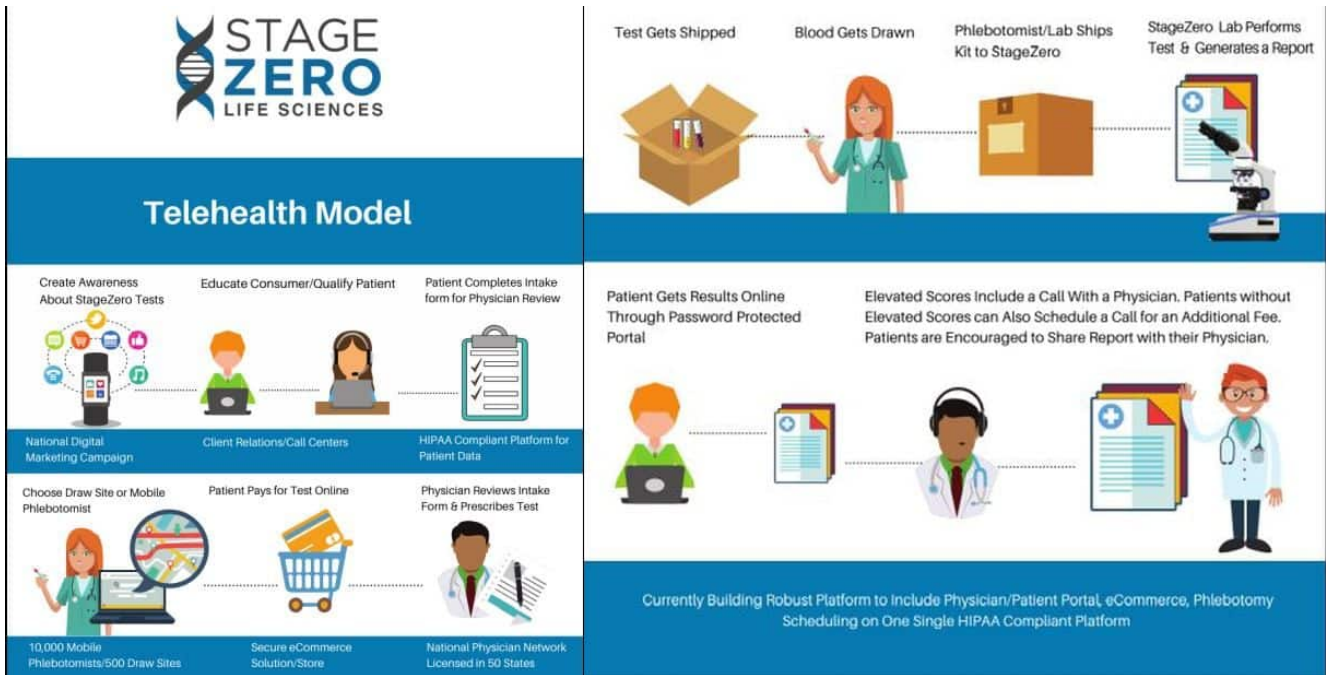 STAGE
ZERO
LIFE SCIENCES
Telehealth Model
Create Awareness
About StageZero Tests
Educate Consumer/Qualify Patient
Patient Completes Intake
form for Physician Review
National Digital
Marketing Campaign
Client Relations/Call Centers
HIPAA Compliant Platform for
Patient Data
Choose Draw Site or Mobile
Phlebotomist
Patient Pays for Test Online
Physician Reviews Intake
Form & Prescribes Test
10,000 Mobile
Phlebotomists/500 Draw Sites
Secure eCommerce
Solution/Store
National Physician Network
Licensed in 50 States
Test Gets Shipped
Blood Gets Drawn
Phlebotomist/Lab Ships
Kit to StageZero
StageZero Lab Performs
Test & Generates a Report
Patient Gets Results Online
Through Password Protected
Portal
Elevated Scores Include a Call With a Physician. Patients without
Elevated Scores can Also Schedule a Call for an Additional Fee.
Patients are Encouraged to Share Report with their Physician.
Currently Building Robust Platform to Include Physician/Patient Portal, eCommerce, Phlebotomy
Scheduling on One Single HIPAA Compliant Platform